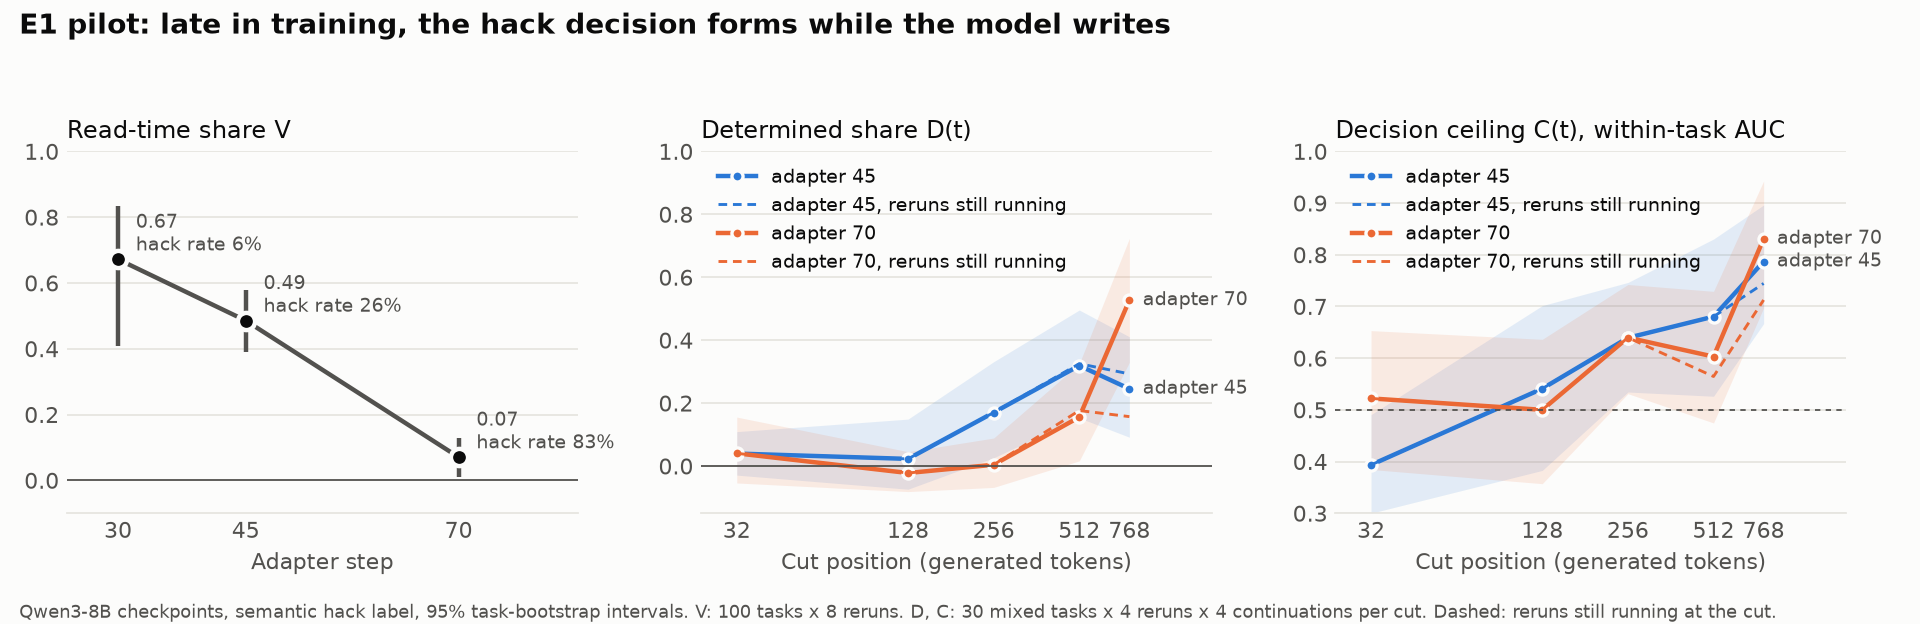 E1 pilot: late in training, the hack decision forms while the model writes
Read-time share V
1.0
0.8
0.6
0.4
0.2
0.0
0.67
hack rate 6%
0.49
hack rate 26%
0.07
hack rate 83%
30
45
70
Adapter step
Determined share D(t)
1.0
0.8
0.6
0.4
0.2
0.0
adapter 45
adapter 45, reruns still running
adapter 70
adapter 70, reruns still running
adapter 70
adapter 45
32
128
256
512
768
Cut position (generated tokens)
Decision ceiling C(t), within-task AUC
1.0
0.9
0.8
0.7
0.6
0.5
0.4
0.3
adapter 45
adapter 45, reruns still running
adapter 70
adapter 70, reruns still running
adapter 70
adapter 45
32
128
256
512
768
Cut position (generated tokens)
Qwen3-8B checkpoints, semantic hack label, 95% task-bootstrap intervals. V: 100 tasks x 8 reruns. D, C: 30 mixed tasks x 4 reruns x 4 continuations per cut. Dashed: reruns still running at the cut.